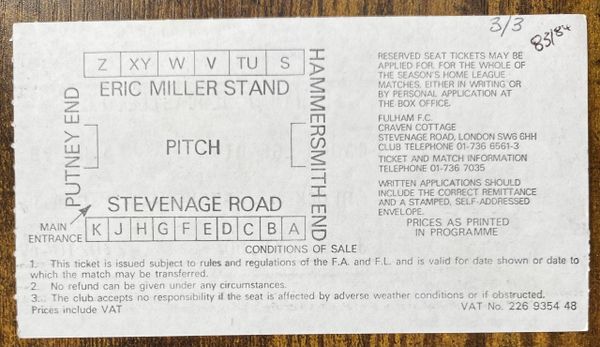 3/3
83/84
Z XY W V TU S
ERIC MILLER STAND
PUTNEY END
HAMMERSMITH END
PITCH
STEVENAGE ROAD
MAIN
ENTRANCE
K J H G F E D C B A
RESERVED SEAT TICKETS MAY BE
APPLIED FOR. FOR THE WHOLE OF
THE SEASON'S HOME LEAGUE
MATCHES. EITHER IN WRITING OR
BY PERSONAL APPLICATION AT
THE BOX OFFICE.
FULHAM F.C.
CRAVEN COTTAGE
STEVENAGE ROAD, LONDON SW6 6HH
CLUB TELEPHONE 01-736 6561-3
TICKET AND MATCH INFORMATION
TELEPHONE 01-736 7035
WRITTEN APPLICATIONS SHOULD
INCLUDE THE CORRECT REMITTANCE
AND A STAMPED, SELF-ADDRESSED
ENVELOPE.
PRICES AS PRINTED
IN PROGRAMME
CONDITIONS OF SALE
1. This ticket is issued subject to rules and regulations of the F.A. and F.L. and is valid for date shown or date to
which the match may be transferred.
2. No refund can be given under any circumstances.
3. The club accepts no responsibility if the seat is affected by adverse weather conditions or if obstructed.
Prices include VAT
VAT No. 226 9354 48